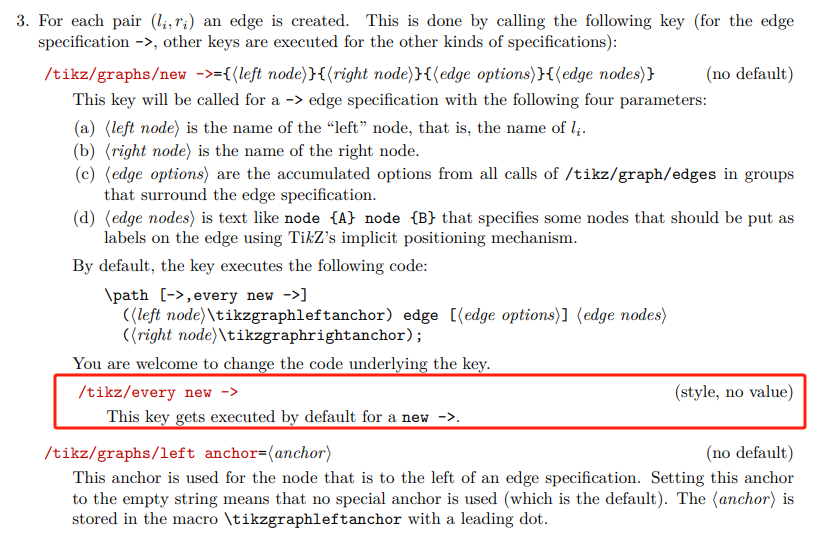 3. For each pair (lᵢ, rᵢ) an edge is created. This is done by calling the following key (for the edge
specification ->, other keys are executed for the other kinds of specifications):
/tikz/graphs/new ->={⟨left node⟩}{⟨right node⟩}{⟨edge options⟩}{⟨edge nodes⟩} (no default)
This key will be called for a -> edge specification with the following four parameters:
(a) ⟨left node⟩ is the name of the “left” node, that is, the name of lᵢ.
(b) ⟨right node⟩ is the name of the right node.
(c) ⟨edge options⟩ are the accumulated options from all calls of /tikz/graph/edges in groups
that surround the edge specification.
(d) ⟨edge nodes⟩ is text like node {A} node {B} that specifies some nodes that should be put as
labels on the edge using TikZ’s implicit positioning mechanism.
By default, the key executes the following code:
\path [->,every new ->]
(⟨left node⟩\tikzgraphleftanchor) edge [⟨edge options⟩] ⟨edge nodes⟩
(⟨right node⟩\tikzgraphrightanchor);
You are welcome to change the code underlying the key.
/tikz/every new -> (style, no value)
This key gets executed by default for a new ->.
/tikz/graphs/left anchor=⟨anchor⟩ (no default)
This anchor is used for the node that is to the left of an edge specification. Setting this anchor
to the empty string means that no special anchor is used (which is the default). The ⟨anchor⟩ is
stored in the macro \tikzgraphleftanchor with a leading dot.